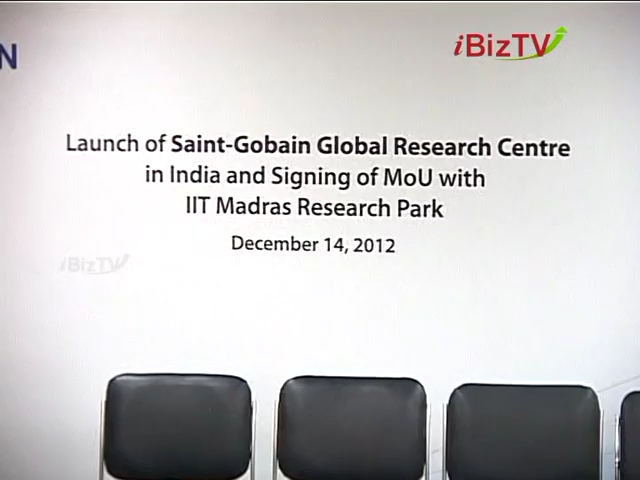 N
iBizTV
Launch of Saint-Gobain Global Research Centre
in India and Signing of MoU with
IIT Madras Research Park
December 14, 2012
iBizTV